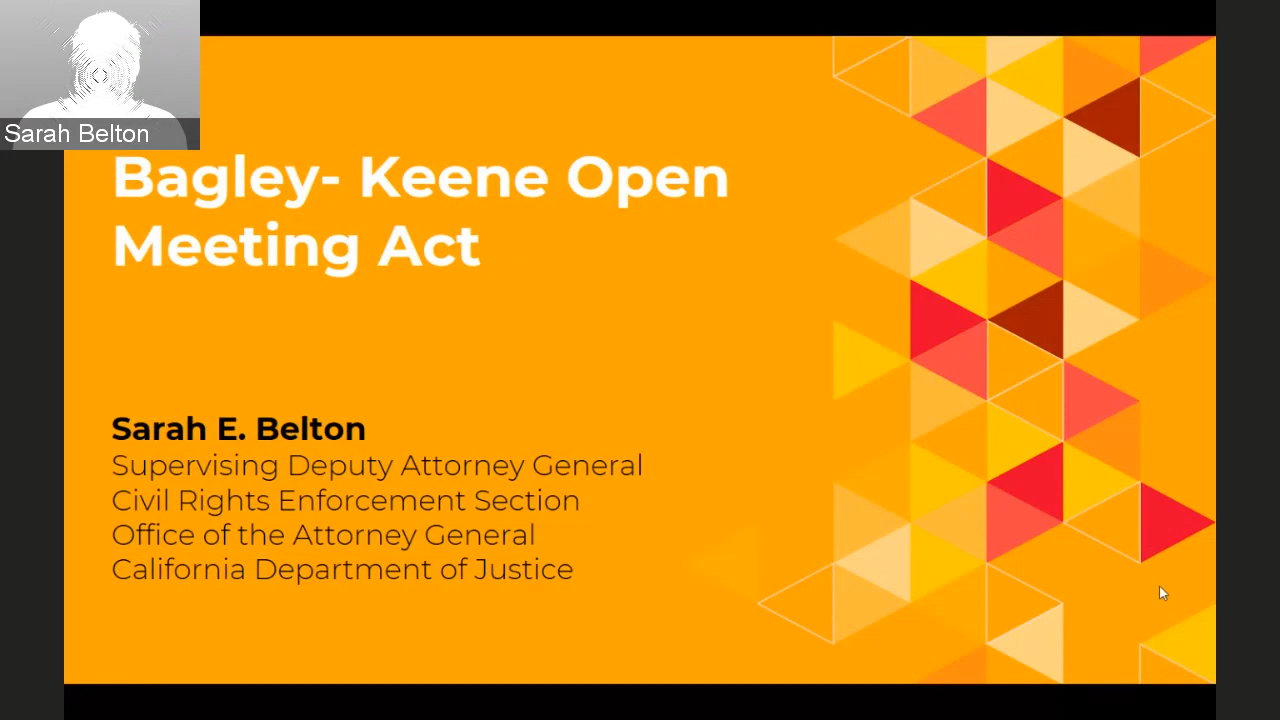 Sarah Belton
Bagley- Keene Open
Meeting Act
Sarah E. Belton
Supervising Deputy Attorney General
Civil Rights Enforcement Section
Office of the Attorney General
California Department of Justice